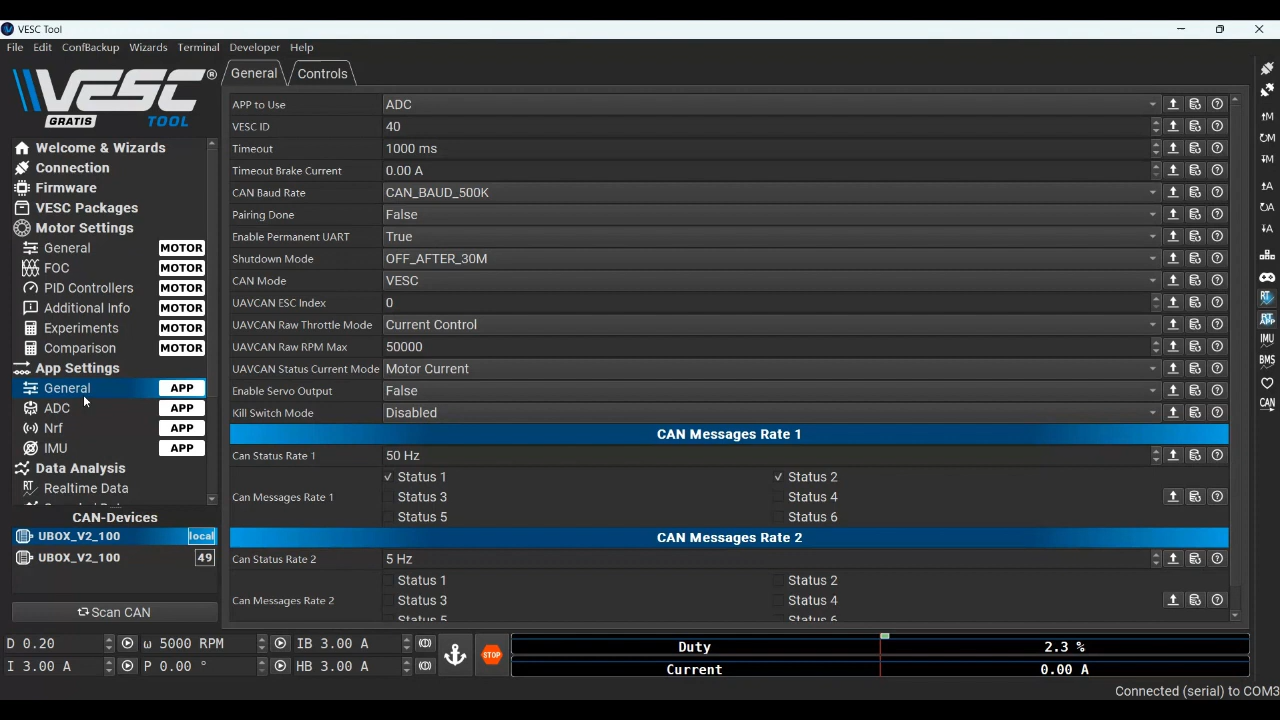 VESC Tool
File Edit ConfBackup Wizards Terminal Developer Help
VESC®
GRATIS TOOL
Welcome & Wizards
Connection
Firmware
VESC Packages
Motor Settings
General MOTOR
FOC MOTOR
PID Controllers MOTOR
Additional Info MOTOR
Experiments MOTOR
Comparison MOTOR
App Settings
General APP
ADC APP
Nrf APP
IMU APP
Data Analysis
RT Realtime Data
CAN-Devices
UBOX_V2_100 local
UBOX_V2_100 49
Scan CAN
General Controls
APP to Use ADC
VESC ID 40
Timeout 1000 ms
Timeout Brake Current 0.00 A
CAN Baud Rate CAN_BAUD_500K
Pairing Done False
Enable Permanent UART True
Shutdown Mode OFF_AFTER_30M
CAN Mode VESC
UAVCAN ESC Index 0
UAVCAN Raw Throttle Mode Current Control
UAVCAN Raw RPM Max 50000
UAVCAN Status Current Mode Motor Current
Enable Servo Output False
Kill Switch Mode Disabled
CAN Messages Rate 1
Can Status Rate 1 50 Hz
Status 1 Status 2
Can Messages Rate 1 Status 3 Status 4
Status 5 Status 6
CAN Messages Rate 2
Can Status Rate 2 5 Hz
Status 1 Status 2
Can Messages Rate 2 Status 3 Status 4
Status 5 Status 6
M
M
M
A
A
A
RT
RT APP
IMU
BMS
CAN
D 0.20 ω 5000 RPM IB 3.00 A
I 3.00 A P 0.00 ° HB 3.00 A
STOP
Duty 2.3 %
Current 0.00 A
Connected (serial) to COM3